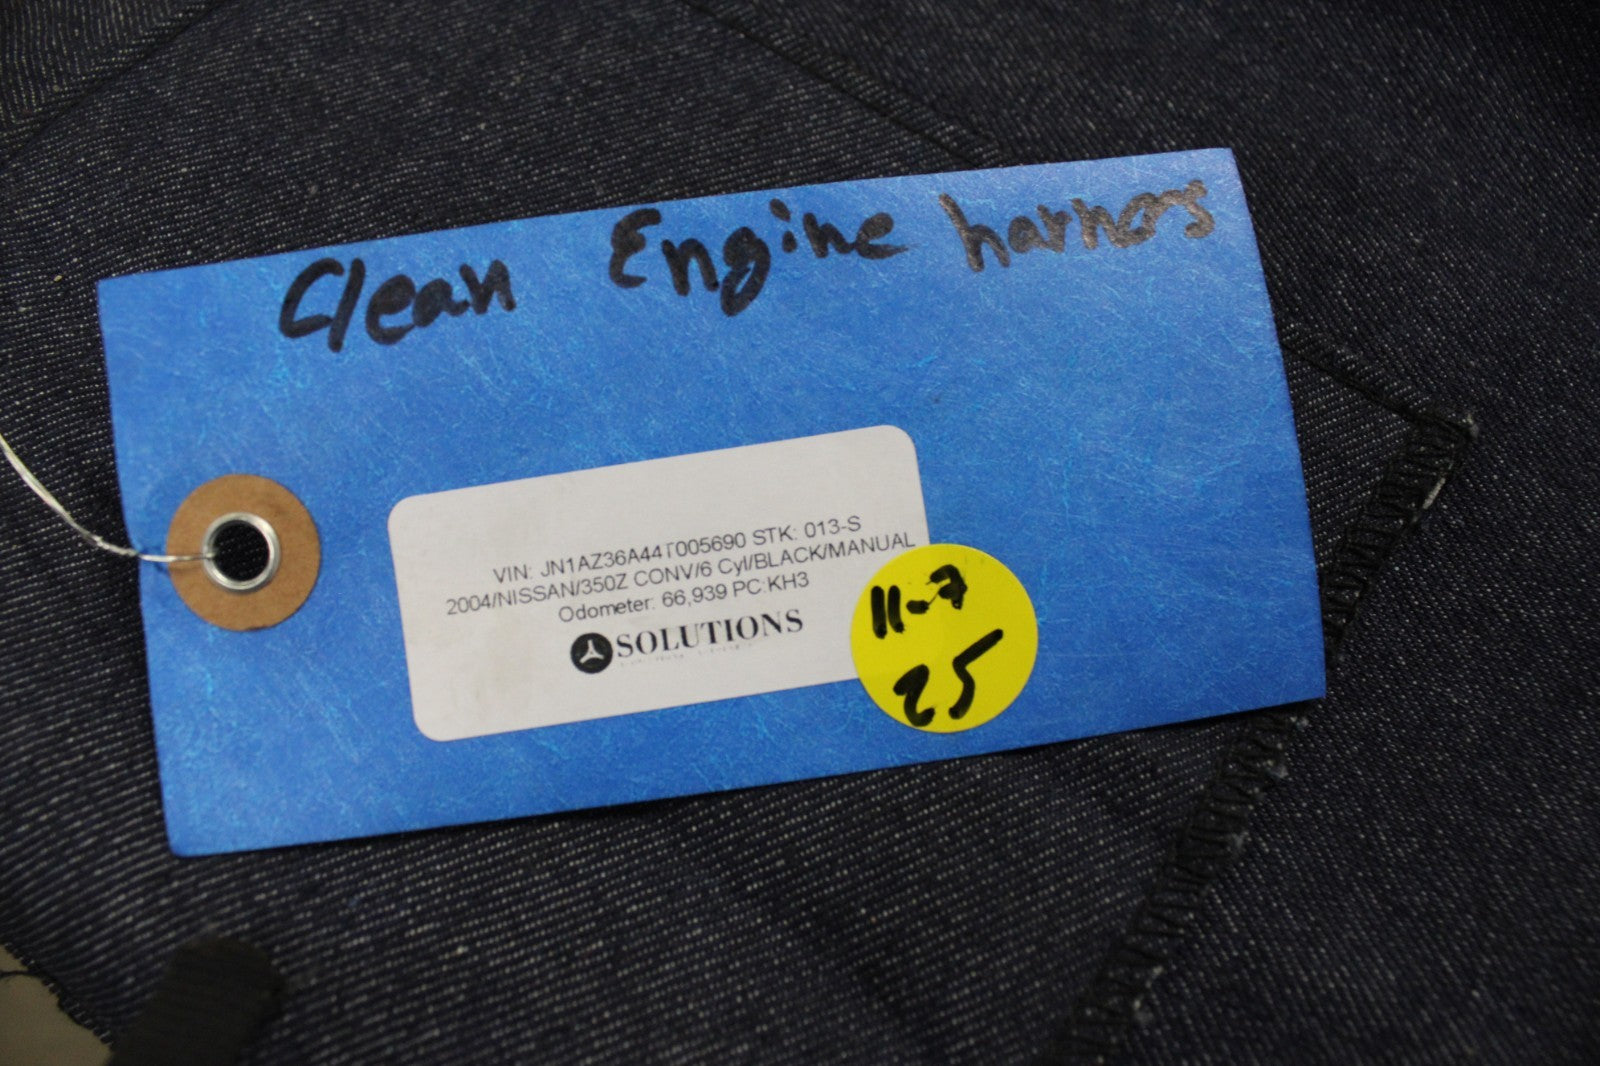 Clean Engine harness
VIN: JN1AZ36A44T005690 STK: 013-S
2004/NISSAN/350Z CONV/6 Cyl/BLACK/MANUAL
Odometer: 66,939 PC:KH3
SOLUTIONS
11-7
25